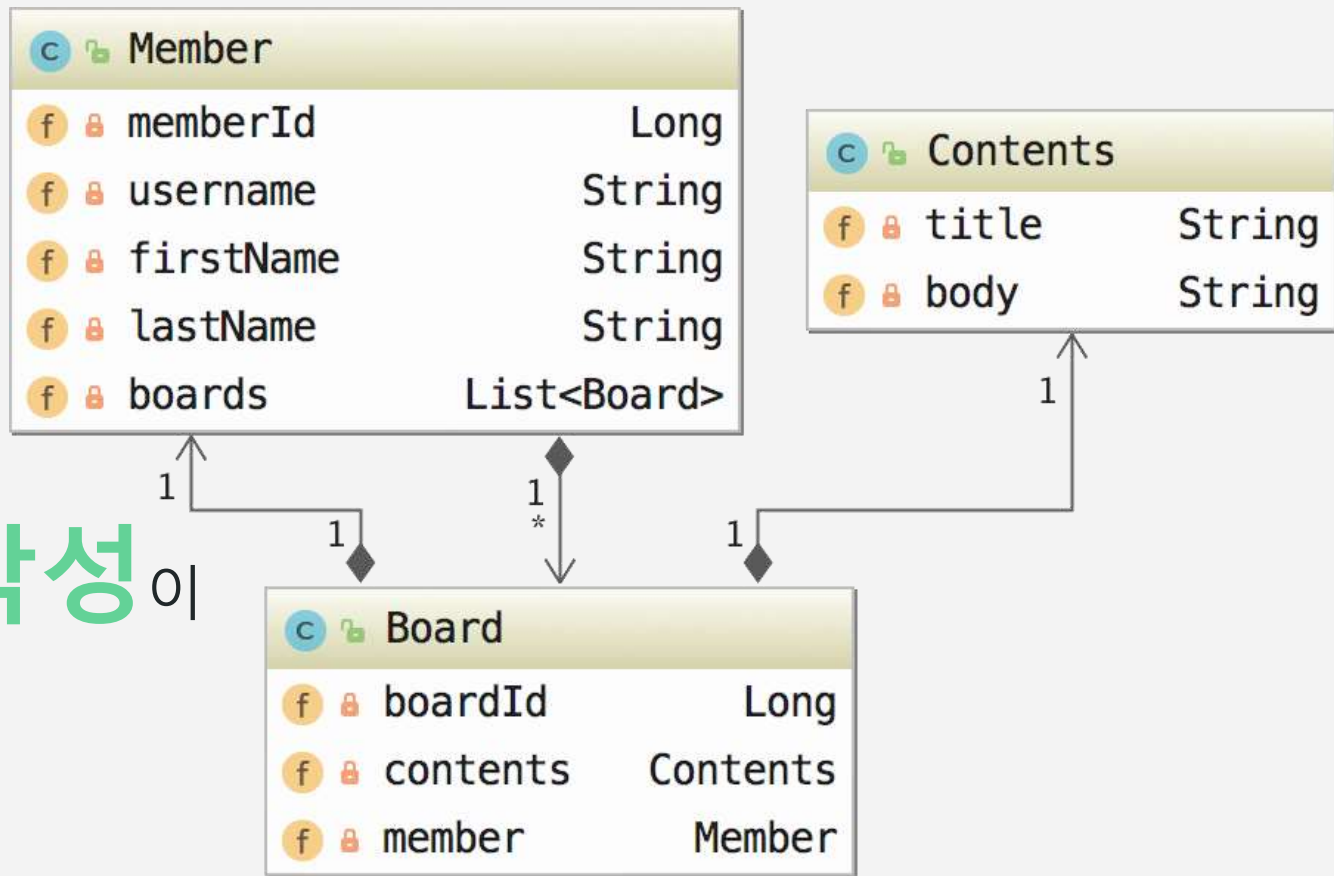 Member
memberId Long
username String
firstName String
lastName String
boards List<Board>
Contents
title String
body String
1
1
1
*
1
1
성이
Board
boardId Long
contents Contents
member Member